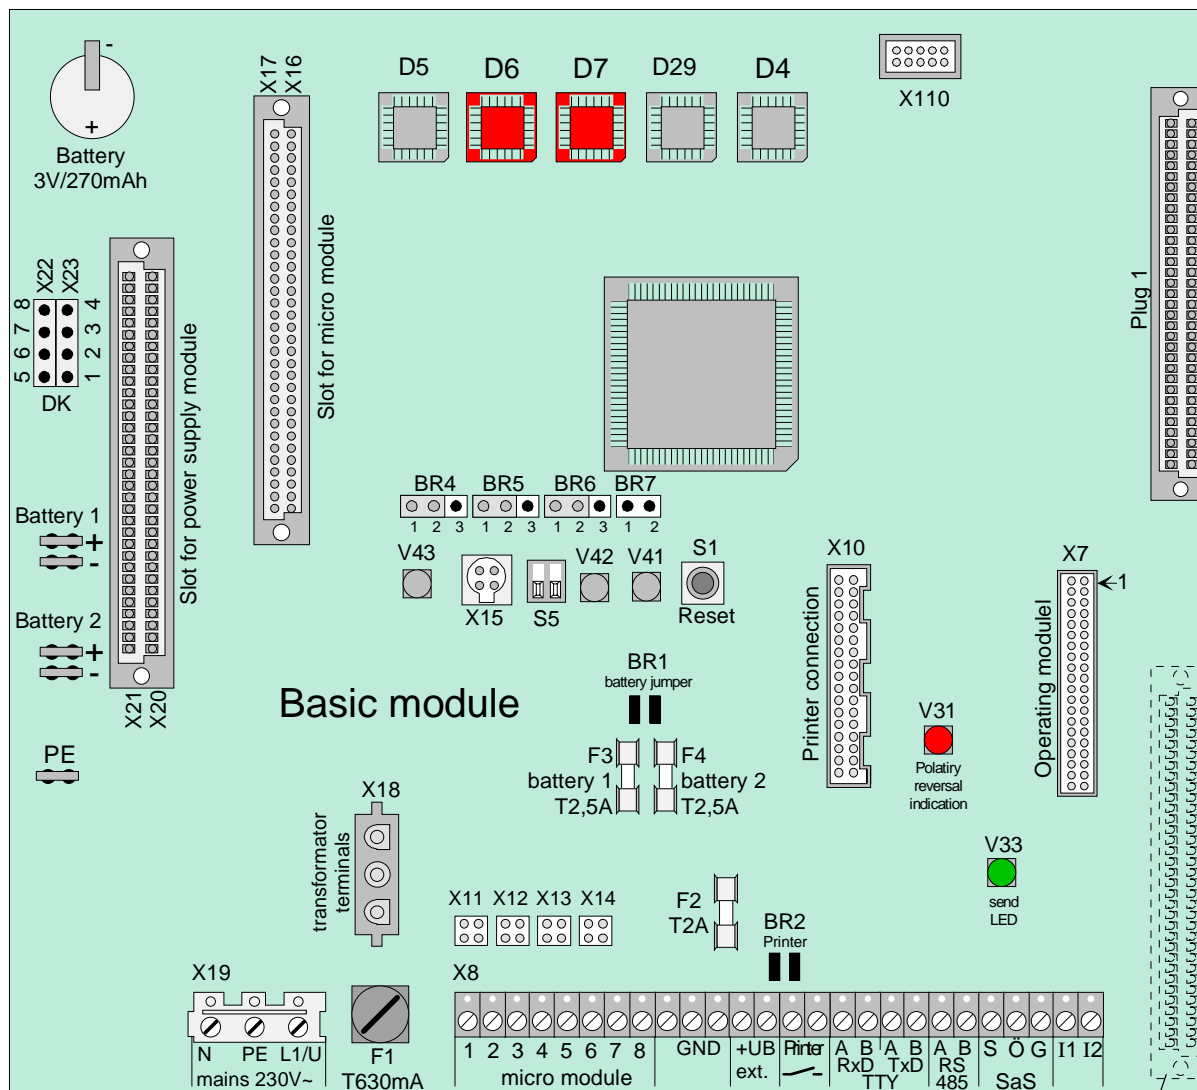 -
+
Battery
3V/270mAh
X17
X16
D5
D6
D7
D29
D4
X110
Slot for micro module
Plug 1
X22
X23
8
7
6
5
4
3
2
1
DK
Slot for power supply module
X21
X20
Battery 1
+
-
Battery 2
+
-
PE
BR4
BR5
BR6
BR7
1 2 3
1 2 3
1 2 3
1 2
V43
X15
S5
V42
V41
S1
Reset
X10
Printer connection
X7
1
Operating modulel
Basic module
BR1
battery jumper
F3
battery 1
T2,5A
F4
battery 2
T2,5A
V31
Polatiry
reversal
indication
V33
send
LED
X18
transformator
terminals
X11 X12 X13 X14
F2
T2A
BR2
Printer
X19
N PE L1/U
mains 230V~
F1
T630mA
X8
1 2 3 4 5 6 7 8
micro module
GND
+UB
ext.
Printer
A B A B
RxD TxD
TTY
A B
RS
485
S Ö G
SaS
I1 I2